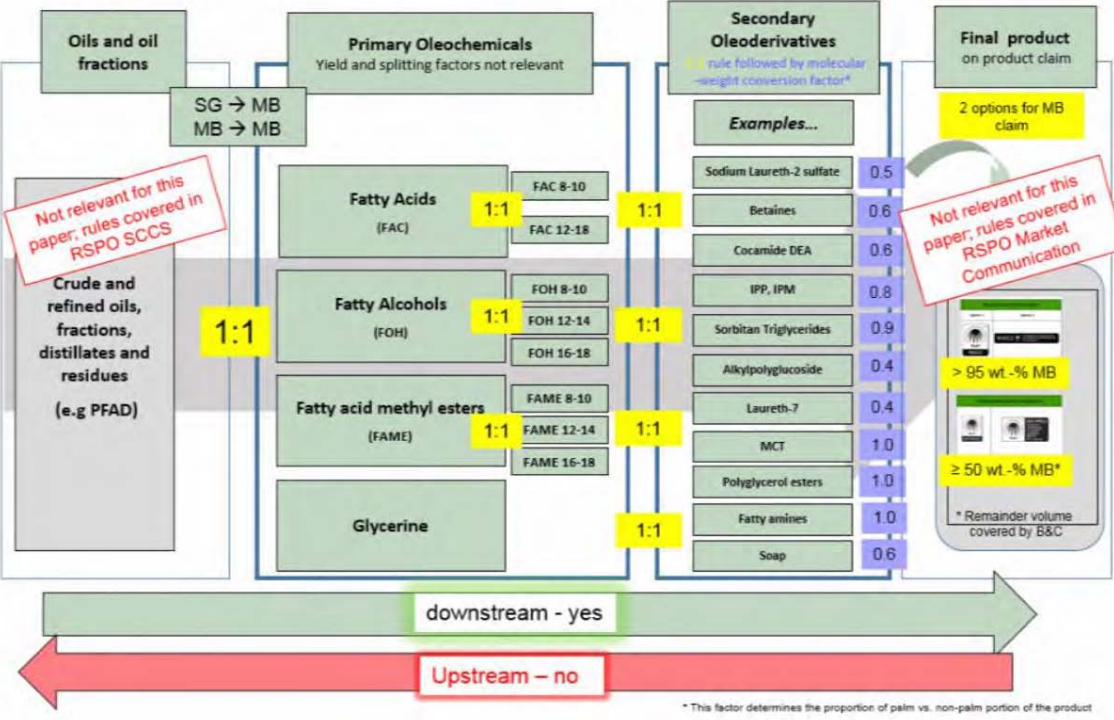 Oils and oil
fractions
Primary Oleochemicals
Yield and splitting factors not relevant
Secondary
Oleoderivatives
rule followed by molecular
-weight conversion factor*
Final product
on product claim
SG → MB
MB → MB
Examples...
2 options for MB
claim
Not relevant for this
paper; rules covered in
RSPO SCCS
Crude and
refined oils,
fractions,
distillates and
residues
(e.g PFAD)
1:1
Fatty Acids
(FAC)
1:1
FAC 8-10
FAC 12-18
1:1
Fatty Alcohols
(FOH)
1:1
FOH 8-10
FOH 12-14
FOH 16-18
1:1
Fatty acid methyl esters
(FAME)
1:1
FAME 8-10
FAME 12-14
FAME 16-18
1:1
Glycerine
1:1
Sodium Laureth-2 sulfate 0.5
Betaines 0.6
Cocamide DEA 0.6
IPP, IPM 0.8
Sorbitan Triglycerides 0.9
Alkylpolyglucoside 0.4
Laureth-7 0.4
MCT 1.0
Polyglycerol esters 1.0
Fatty amines 1.0
Soap 0.6
Not relevant for this
paper; rules covered in
RSPO Market
Communication
> 95 wt.-% MB
≥ 50 wt.-% MB*
* Remainder volume
covered by B&C
downstream - yes
Upstream – no
* This factor determines the proportion of palm vs. non-palm portion of the product